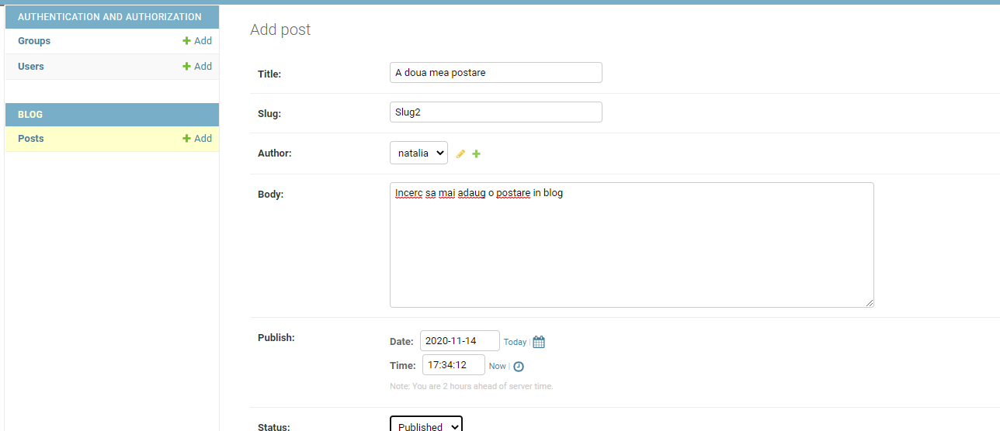 AUTHENTICATION AND AUTHORIZATION
Groups
+ Add
Users
+ Add
BLOG
Posts
+ Add
Add post
Title:
A doua mea postare
Slug:
Slug2
Author:
natalia
Body:
Incerc sa mai adaug o postare in blog
Publish:
Date: 2020-11-14 Today |
Time: 17:34:12 Now |
Note: You are 2 hours ahead of server time.
Status:
Published